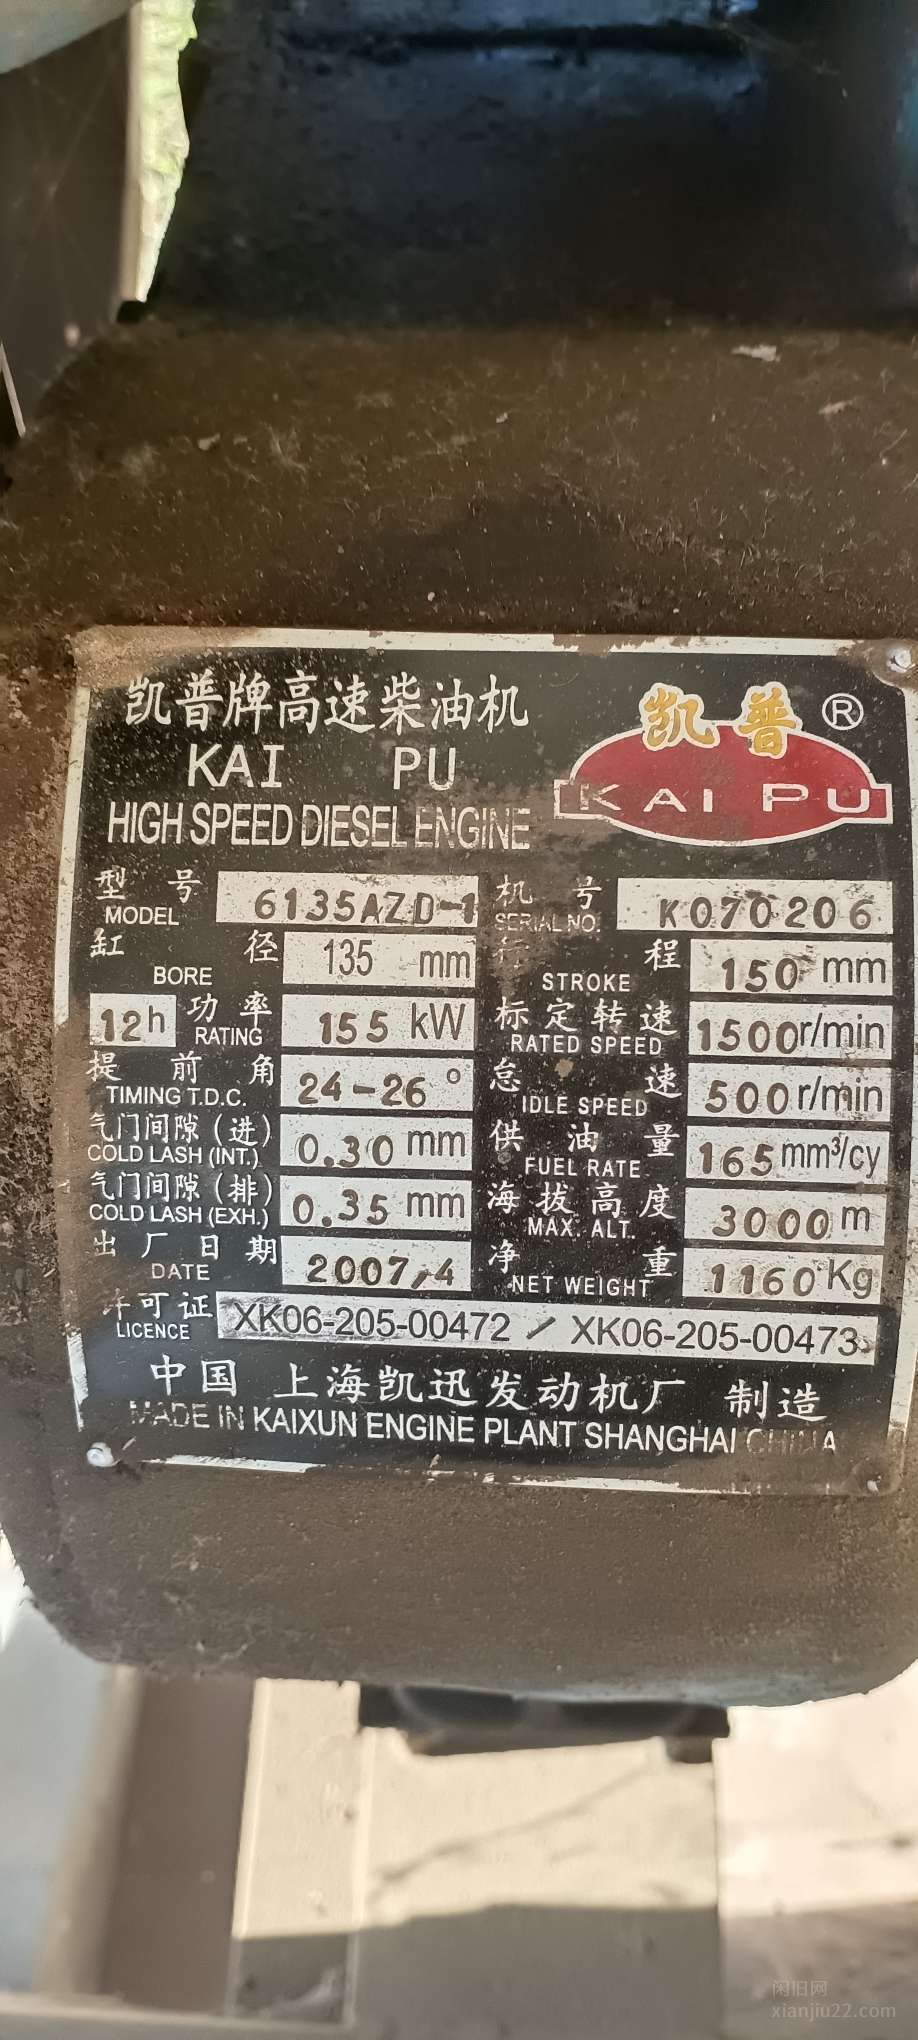 凯普牌高速柴油机
凯普 ®
KAI PU
KAI PU
HIGH SPEED DIESEL ENGINE
型号 6135AZD-1 机号 K070206
MODEL SERIAL NO.
缸径 135 mm 行程 150 mm
BORE STROKE
12h 功率 155 kW 标定转速 1500r/min
RATING RATED SPEED
提前角 24-26° 怠速 500r/min
TIMING T.D.C. IDLE SPEED
气门间隙(进) 0.30 mm 供油量 165mm³/cy
COLD LASH (INT.) FUEL RATE
气门间隙(排) 0.35 mm 海拔高度 3000m
COLD LASH (EXH.) MAX. ALT.
出厂日期 2007,4 净重 1160Kg
DATE NET WEIGHT
许可证 XK06-205-00472 / XK06-205-00473
LICENCE
中国 上海凯迅发动机厂 制造
MADE IN KAIXUN ENGINE PLANT SHANGHAI CHINA
闲旧网
xianjiu22.com